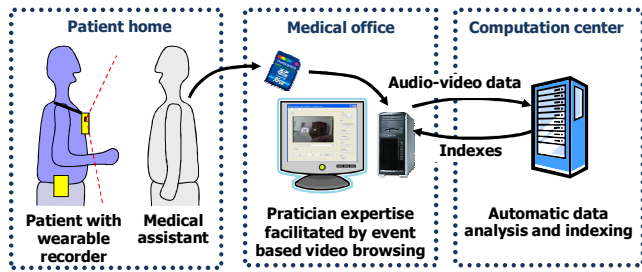 Patient home
Medical office
Computation center
Audio-video data
Indexes
Patient with
wearable
recorder
Medical
assistant
Pratician expertise
facilitated by event
based video browsing
Automatic data
analysis and indexing